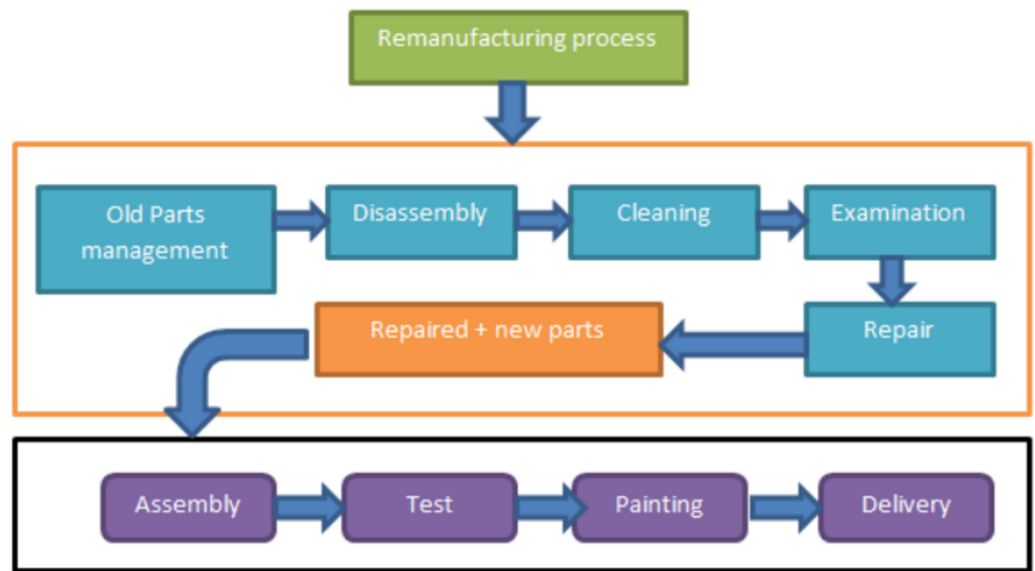 Remanufacturing process
Old Parts
management
Disassembly
Cleaning
Examination
Repaired + new parts
Repair
Assembly
Test
Painting
Delivery